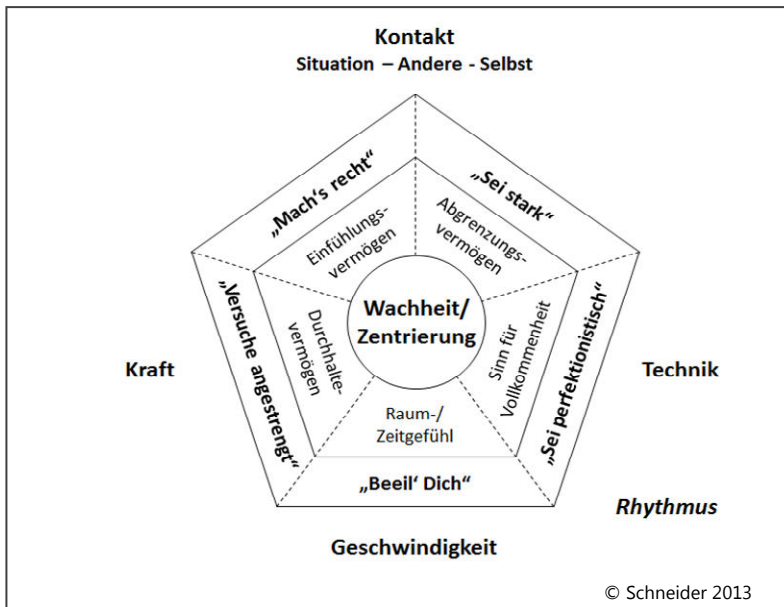 Kontakt
Situation – Andere - Selbst
„Mach‘s recht“
„Sei stark“
Einfühlungs-
vermögen
Abgrenzungs-
vermögen
„Versuche angestrengt“
Durchhalte-
vermögen
Wachheit/
Zentrierung
Sinn für
Vollkommenheit
„Sei perfektionistisch“
Kraft
Technik
Raum-/
Zeitgefühl
„Beeil‘ Dich“
Rhythmus
Geschwindigkeit
© Schneider 2013